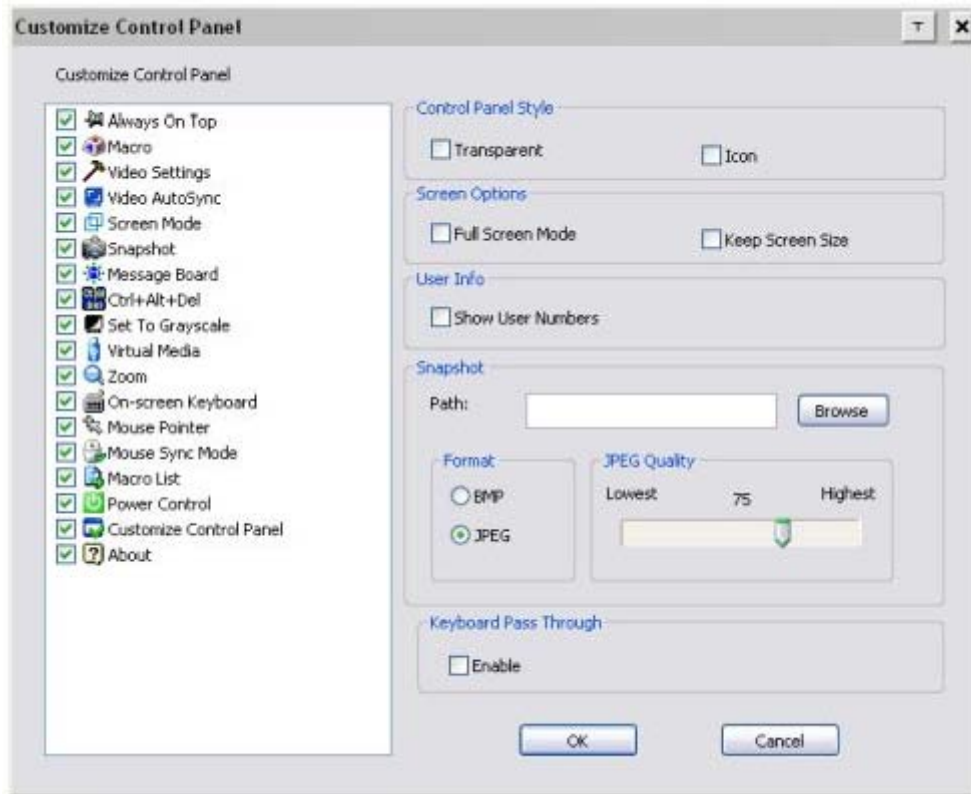 Customize Control Panel
Customize Control Panel
Always On Top
Macro
Video Settings
Video AutoSync
Screen Mode
Snapshot
Message Board
Ctrl+Alt+Del
Set To Grayscale
Virtual Media
Zoom
On-screen Keyboard
Mouse Pointer
Mouse Sync Mode
Macro List
Power Control
Customize Control Panel
About
Control Panel Style
Transparent
Icon
Screen Options
Full Screen Mode
Keep Screen Size
User Info
Show User Numbers
Snapshot
Path:
Browse
Format
BMP
JPEG
JPEG Quality
Lowest 75 Highest
Keyboard Pass Through
Enable
OK
Cancel